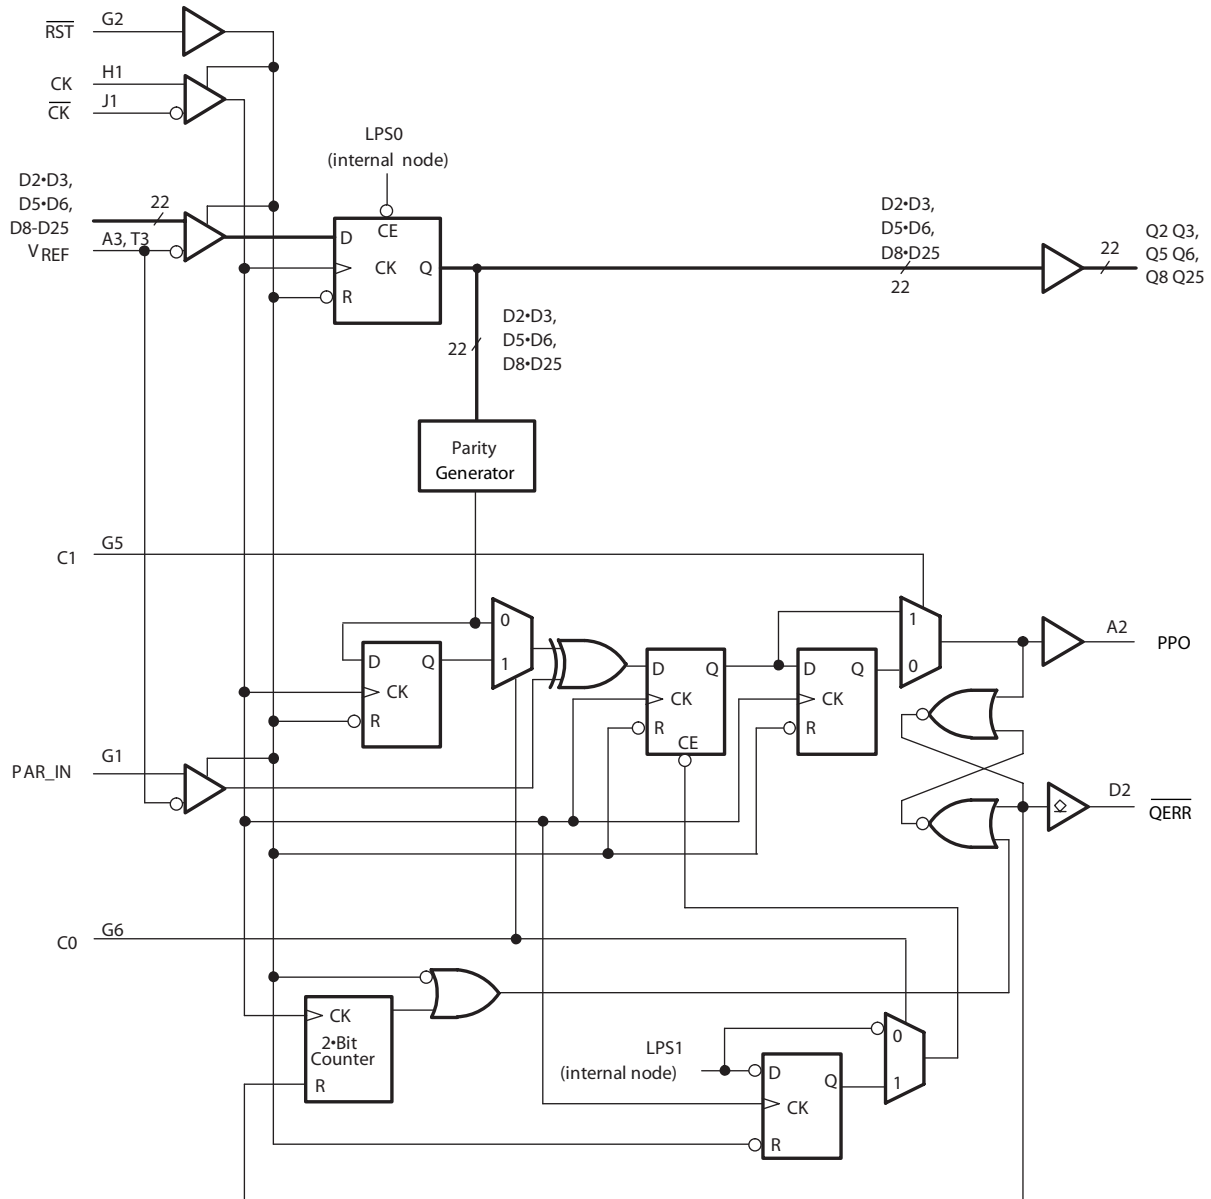 RST G2
CK H1
CK J1
LPS0
(internal node)
D2•D3,
D5•D6,
D8-D25
22
VREF A3, T3
D CE
CK Q
R
D2•D3,
D5•D6,
D8•D25
22
22
Q2 Q3,
Q5 Q6,
Q8 Q25
22
D2•D3,
D5•D6,
D8•D25
Parity
Generator
C1 G5
0
1
D Q
CK
R
D Q
CK
R
CE
D Q
CK
R
1
0
A2 PPO
PAR_IN G1
D2 QERR
C0 G6
CK
2•Bit
Counter
R
LPS1
(internal node)
0
1
D Q
CK
R